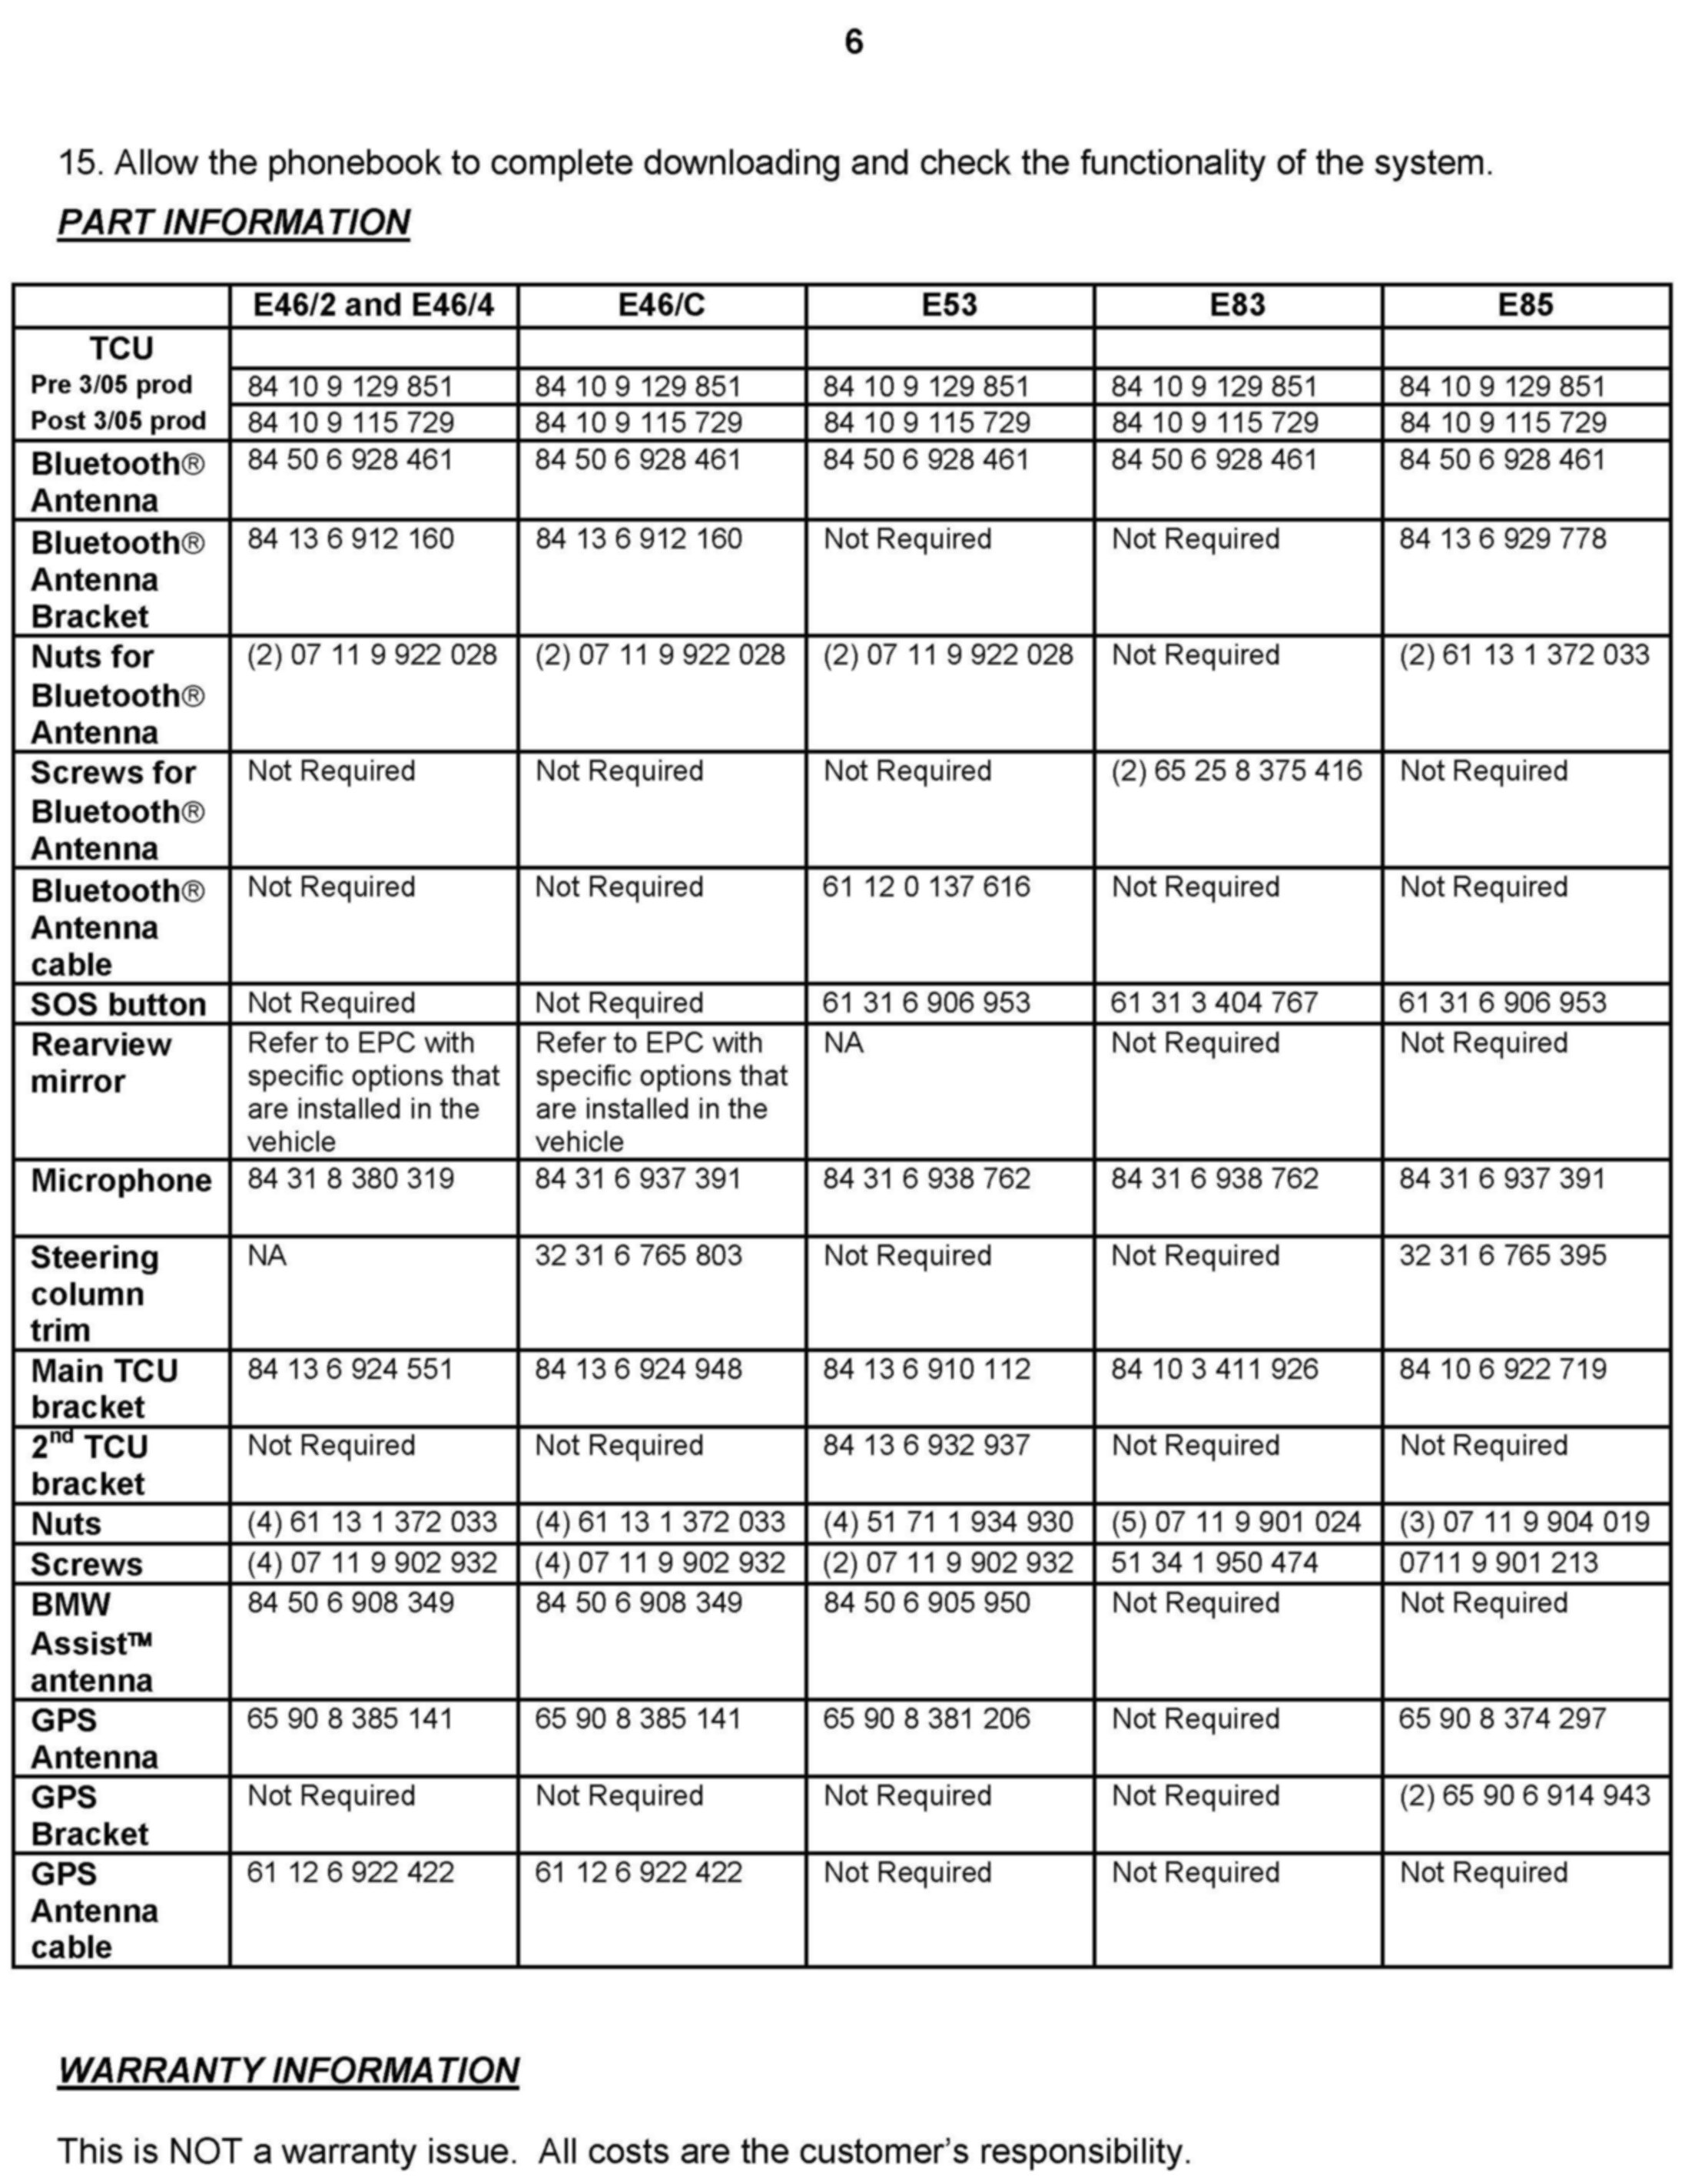 6
15. Allow the phonebook to complete downloading and check the functionality of the system.
PART INFORMATION
E46/2 and E46/4 E46/C E53 E83 E85
TCU
Pre 3/05 prod 84 10 9 129 851 84 10 9 129 851 84 10 9 129 851 84 10 9 129 851 84 10 9 129 851
Post 3/05 prod 84 10 9 115 729 84 10 9 115 729 84 10 9 115 729 84 10 9 115 729 84 10 9 115 729
Bluetooth® 84 50 6 928 461 84 50 6 928 461 84 50 6 928 461 84 50 6 928 461 84 50 6 928 461
Antenna
Bluetooth® 84 13 6 912 160 84 13 6 912 160 Not Required Not Required 84 13 6 929 778
Antenna
Bracket
Nuts for (2) 07 11 9 922 028 (2) 07 11 9 922 028 (2) 07 11 9 922 028 Not Required (2) 61 13 1 372 033
Bluetooth®
Antenna
Screws for Not Required Not Required Not Required (2) 65 25 8 375 416 Not Required
Bluetooth®
Antenna
Bluetooth® Not Required Not Required 61 12 0 137 616 Not Required Not Required
Antenna
cable
SOS button Not Required Not Required 61 31 6 906 953 61 31 3 404 767 61 31 6 906 953
Rearview Refer to EPC with Refer to EPC with NA Not Required Not Required
mirror specific options that specific options that
are installed in the are installed in the
vehicle vehicle
Microphone 84 31 8 380 319 84 31 6 937 391 84 31 6 938 762 84 31 6 938 762 84 31 6 937 391
Steering NA 32 31 6 765 803 Not Required Not Required 32 31 6 765 395
column
trim
Main TCU 84 13 6 924 551 84 13 6 924 948 84 13 6 910 112 84 10 3 411 926 84 10 6 922 719
bracket
2nd TCU Not Required Not Required 84 13 6 932 937 Not Required Not Required
bracket
Nuts (4) 61 13 1 372 033 (4) 61 13 1 372 033 (4) 51 71 1 934 930 (5) 07 11 9 901 024 (3) 07 11 9 904 019
Screws (4) 07 11 9 902 932 (4) 07 11 9 902 932 (2) 07 11 9 902 932 51 34 1 950 474 0711 9 901 213
BMW 84 50 6 908 349 84 50 6 908 349 84 50 6 905 950 Not Required Not Required
Assist™
antenna
GPS 65 90 8 385 141 65 90 8 385 141 65 90 8 381 206 Not Required 65 90 8 374 297
Antenna
GPS Not Required Not Required Not Required Not Required (2) 65 90 6 914 943
Bracket
GPS 61 12 6 922 422 61 12 6 922 422 Not Required Not Required Not Required
Antenna
cable
WARRANTY INFORMATION
This is NOT a warranty issue.  All costs are the customer's responsibility.